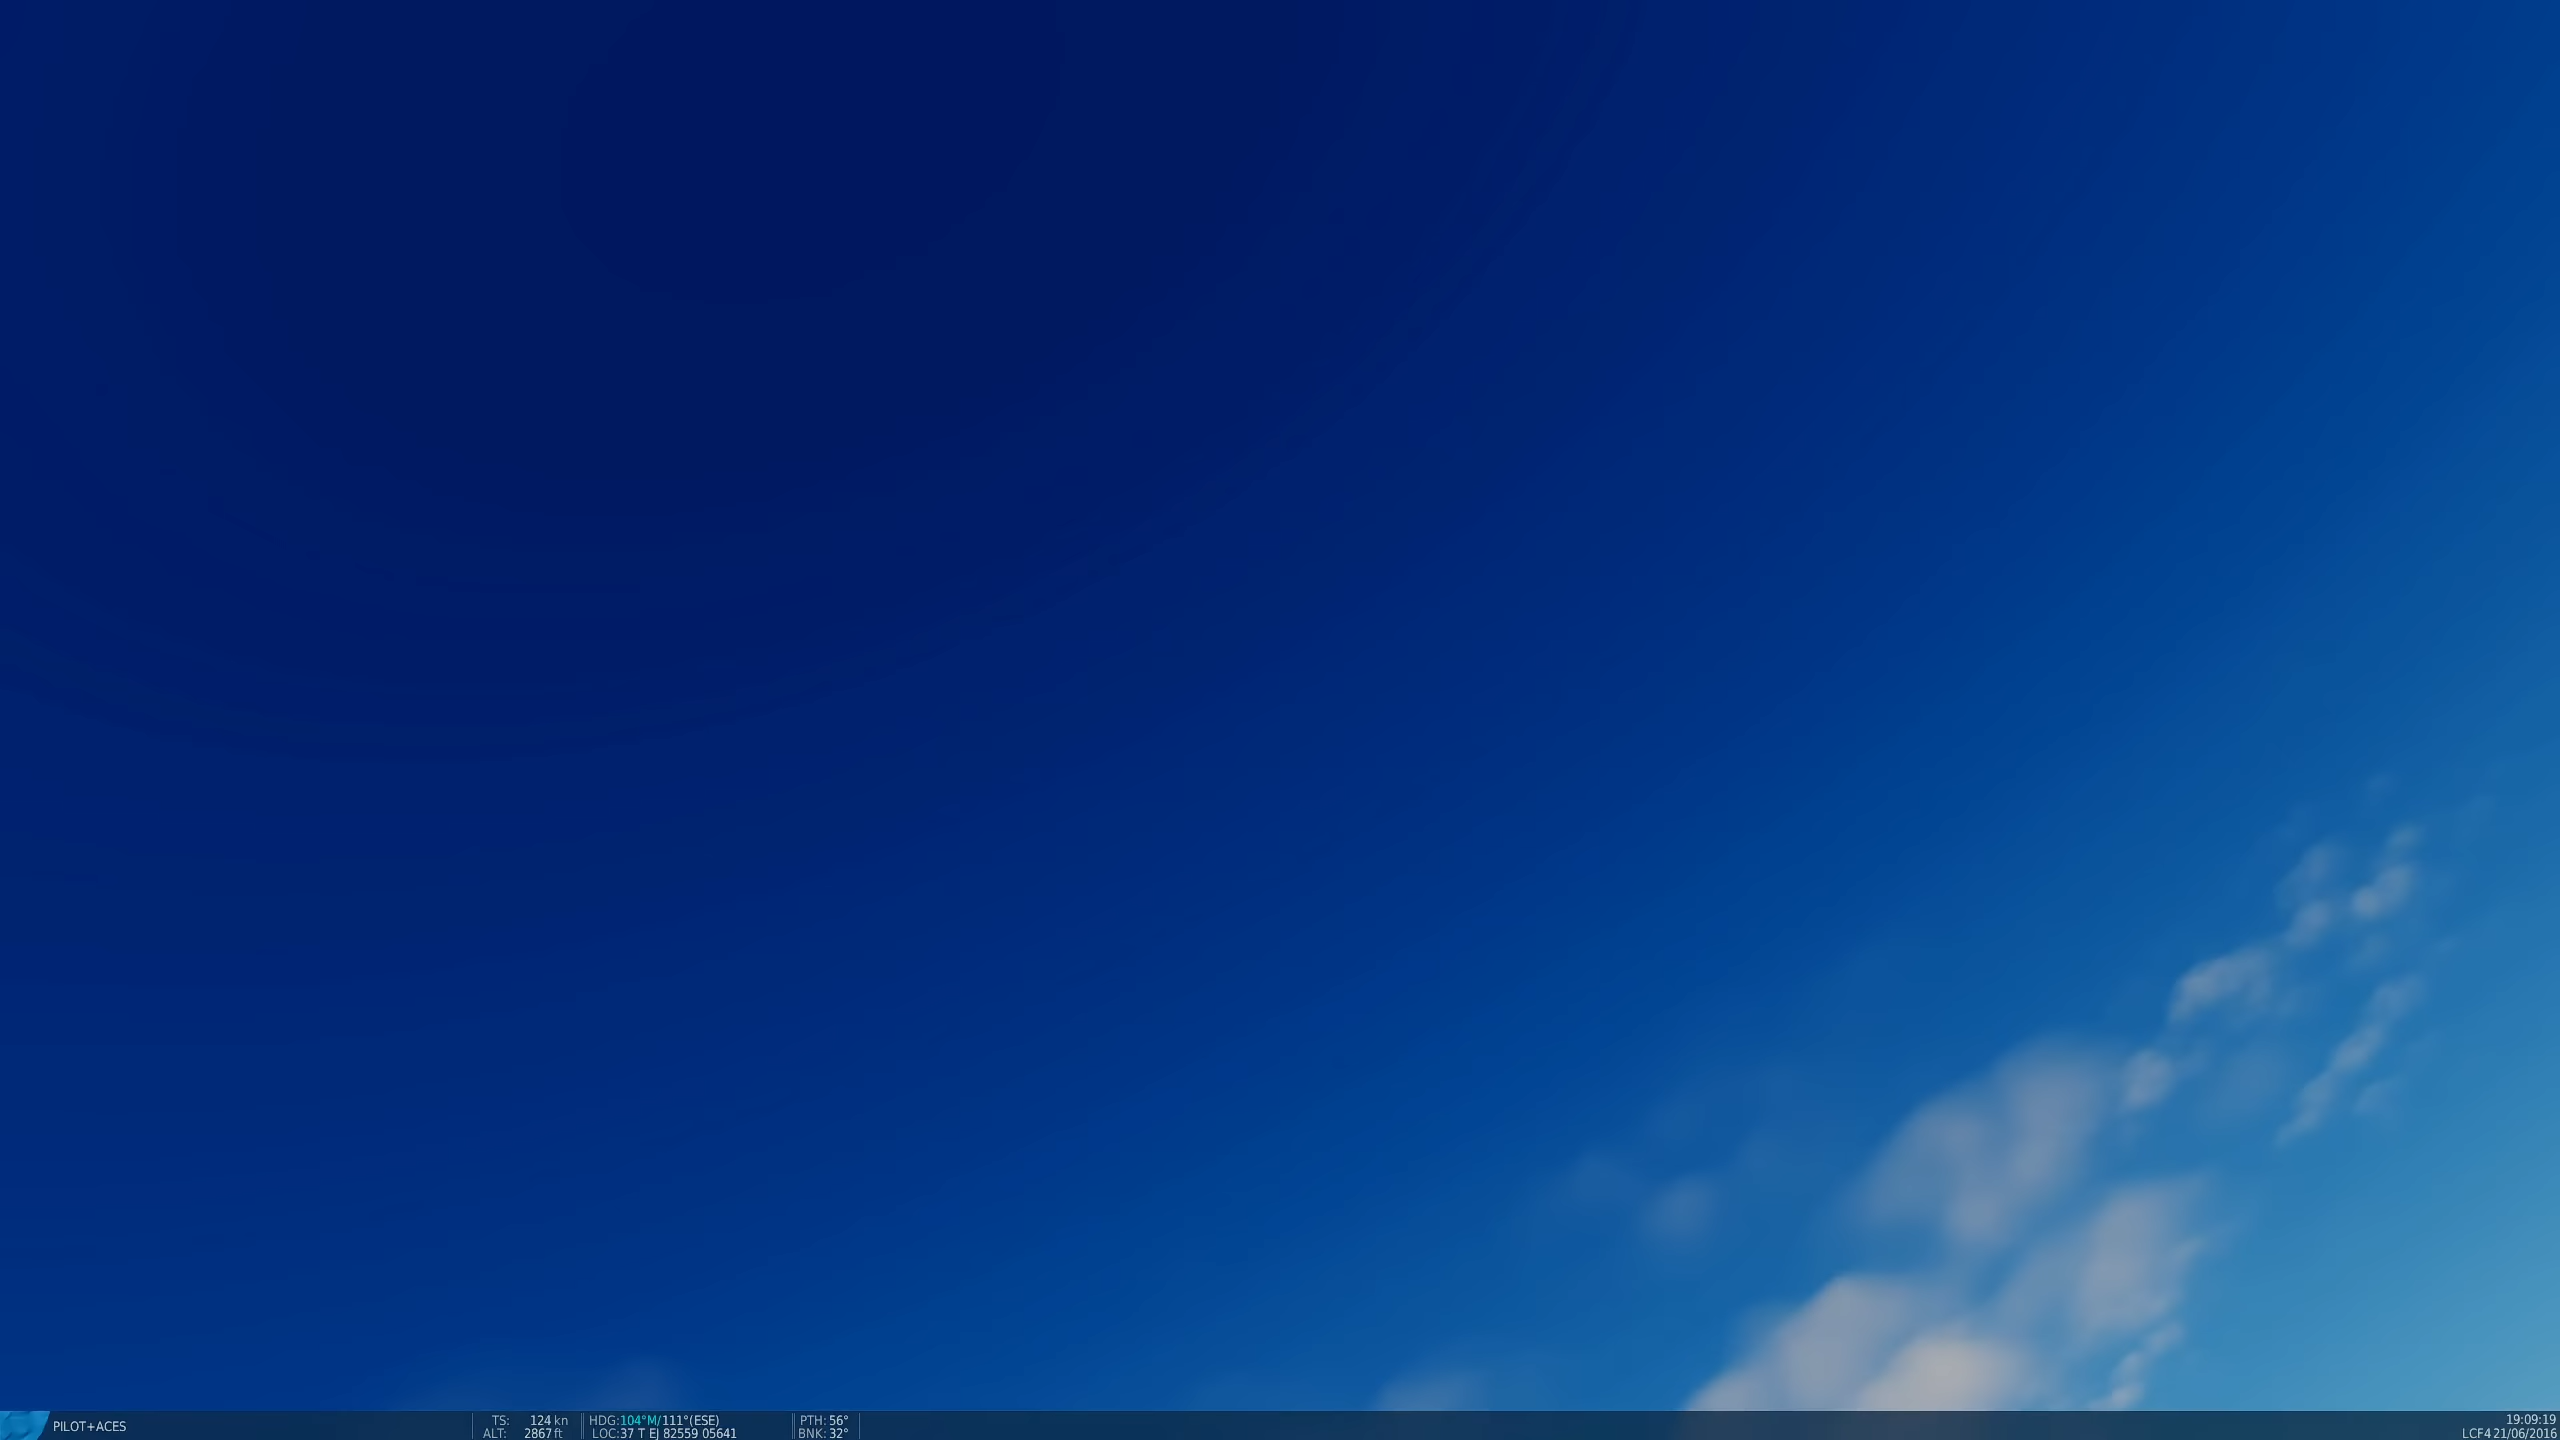 PILOT+ACES
TS: 124 kn
ALT: 2867 ft
HDG:104°M/111°(ESE)
LOC:37 T EJ 82559 05641
PTH: 56°
BNK: 32°
19:09:19
LCF4 21/06/2016